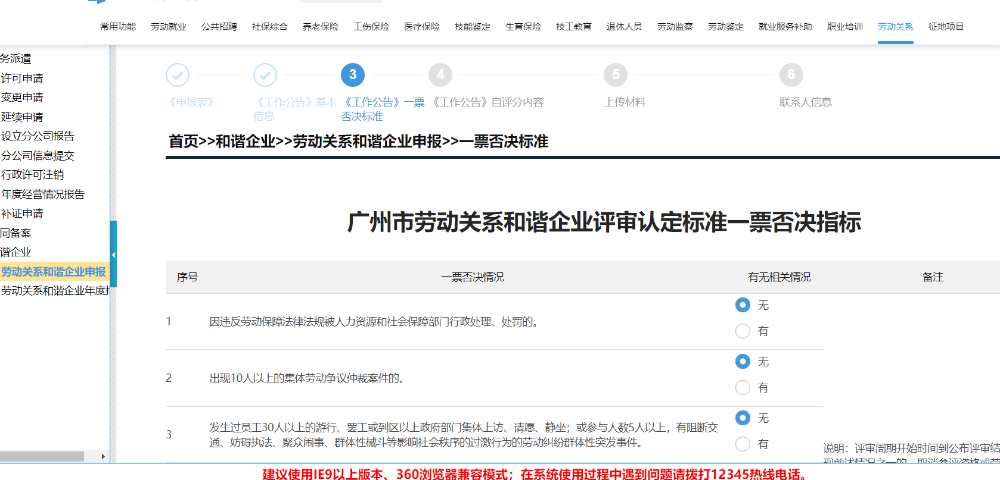 常用功能 劳动就业 公共招聘 社保综合 养老保险 工伤保险 医疗保险 技能鉴定 生育保险 技工教育 退休人员 劳动监察 劳动鉴定 就业服务补助 职业培训 劳动关系 征地项目
务派遣
许可申请
变更申请
延续申请
设立分公司报告
分公司信息提交
行政许可注销
年度经营情况报告
补证申请
同备案
谐企业
劳动关系和谐企业申报
劳动关系和谐企业年度
3 4 5 6
《申报表》 《工作公告》基本信息 《工作公告》一票否决标准 《工作公告》自评分内容 上传材料 联系人信息
首页>>和谐企业>>劳动关系和谐企业申报>>一票否决标准
广州市劳动关系和谐企业评审认定标准一票否决指标
序号 一票否决情况 有无相关情况 备注
1 因违反劳动保障法律法规被人力资源和社会保障部门行政处理、处罚的。 无 有
2 出现10人以上的集体劳动争议仲裁案件的。 无 有
3 发生过员工30人以上的游行、罢工或到区以上政府部门集体上访、请愿、静坐；或参与人数5人以上，有阻断交
通、妨碍执法、聚众闹事、群体性械斗等影响社会秩序的过激行为的劳动纠纷群体性突发事件。 无 有
说明：评审周期开始时间到公布评审结
现前述情况之一的，取消参评资格或
建议使用IE9以上版本、360浏览器兼容模式；在系统使用过程中遇到问题请拨打12345热线电话。